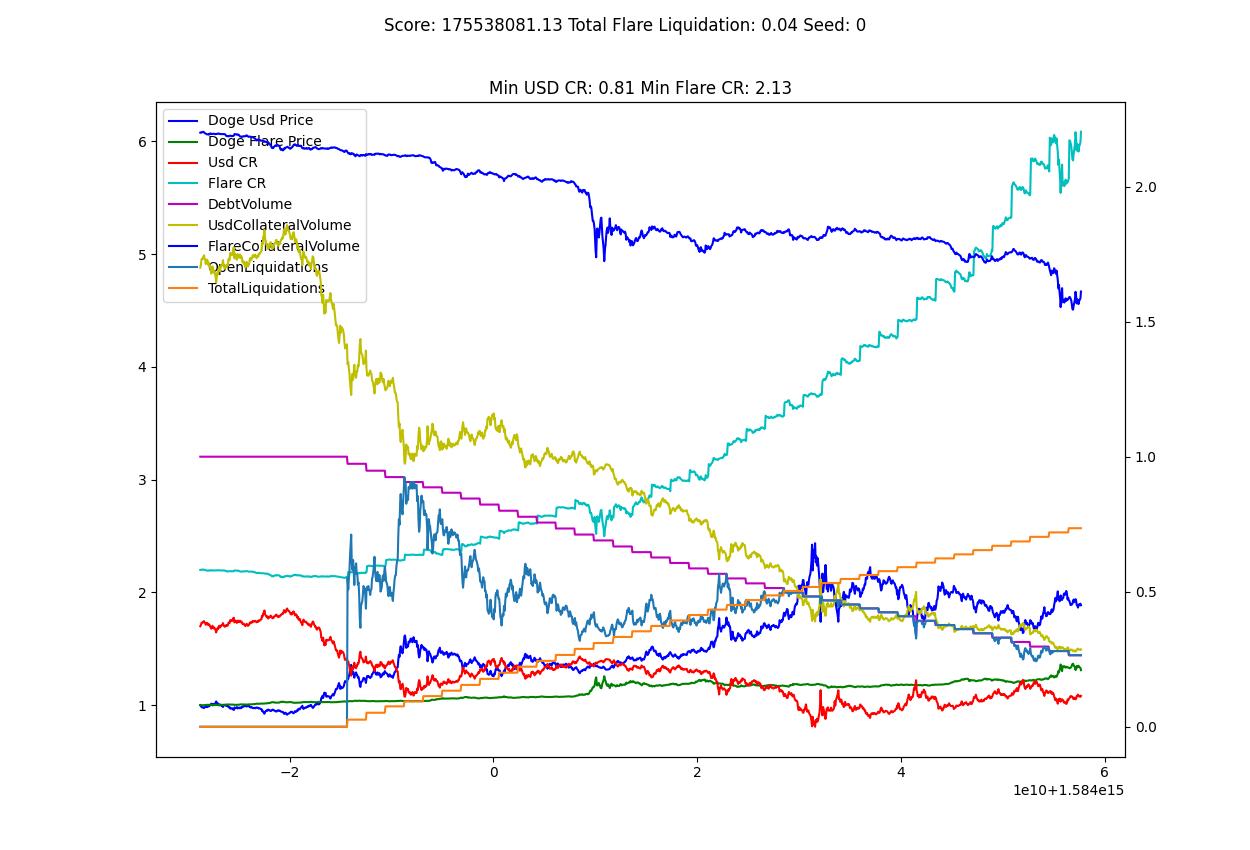 Score: 175538081.13 Total Flare Liquidation: 0.04 Seed: 0
Min USD CR: 0.81 Min Flare CR: 2.13
Doge Usd Price
Doge Flare Price
Usd CR
Flare CR
DebtVolume
UsdCollateralVolume
FlareCollateralVolume
OpenLiquidations
TotalLiquidations
6
5
4
3
2
1
2.0
1.5
1.0
0.5
0.0
−2
0
2
4
6
1e10+1.584e15